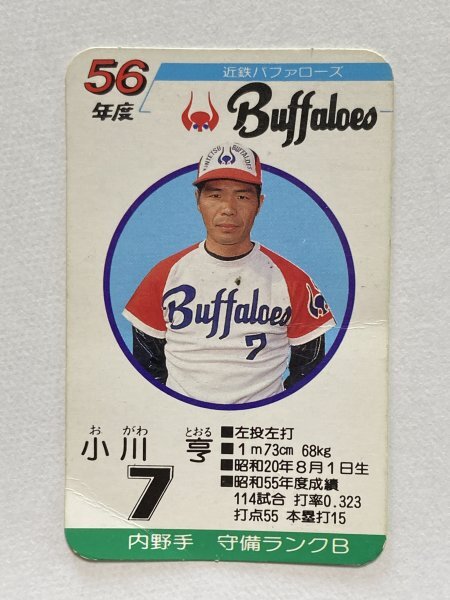 56
年度
近鉄バファローズ
Buffaloes
KINTETSU BUFFALOES
Buffaloes
7
お がわ とおる
小川 亨
7
■左投左打
■1m73cm 68kg
■昭和20年8月1日生
■昭和55年度成績
114試合 打率0.323
打点55 本塁打15
内野手 守備ランクB